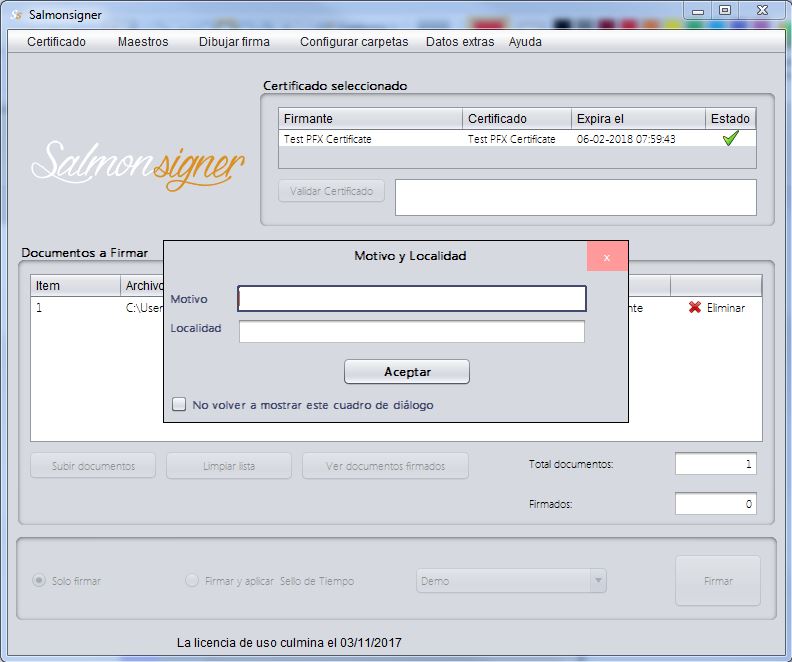 Salmonsigner
Certificado Maestros Dibujar firma Configurar carpetas Datos extras Ayuda
Certificado seleccionado
Firmante Certificado Expira el Estado
Test PFX Certificate Test PFX Certificate 06-02-2018 07:59:43
Salmonsigner
Validar Certificado
Documentos a Firmar
Motivo y Localidad
x
Item
1 C:\User
Eliminar
Motivo
Localidad
Aceptar
No volver a mostrar este cuadro de diálogo
Subir documentos Limpiar lista Ver documentos firmados
Total documentos: 1
Firmados: 0
Solo firmar Firmar y aplicar Sello de Tiempo Demo Firmar
La licencia de uso culmina el 03/11/2017